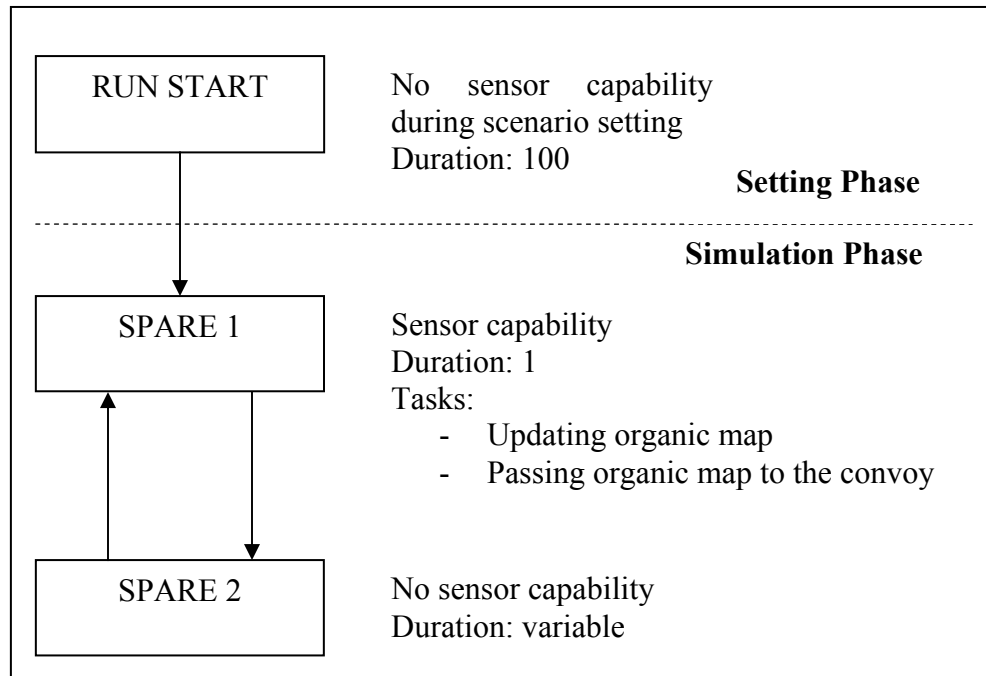 RUN START
No sensor capability
during scenario setting
Duration: 100
Setting Phase
Simulation Phase
SPARE 1
Sensor capability
Duration: 1
Tasks:
- Updating organic map
- Passing organic map to the convoy
SPARE 2
No sensor capability
Duration: variable